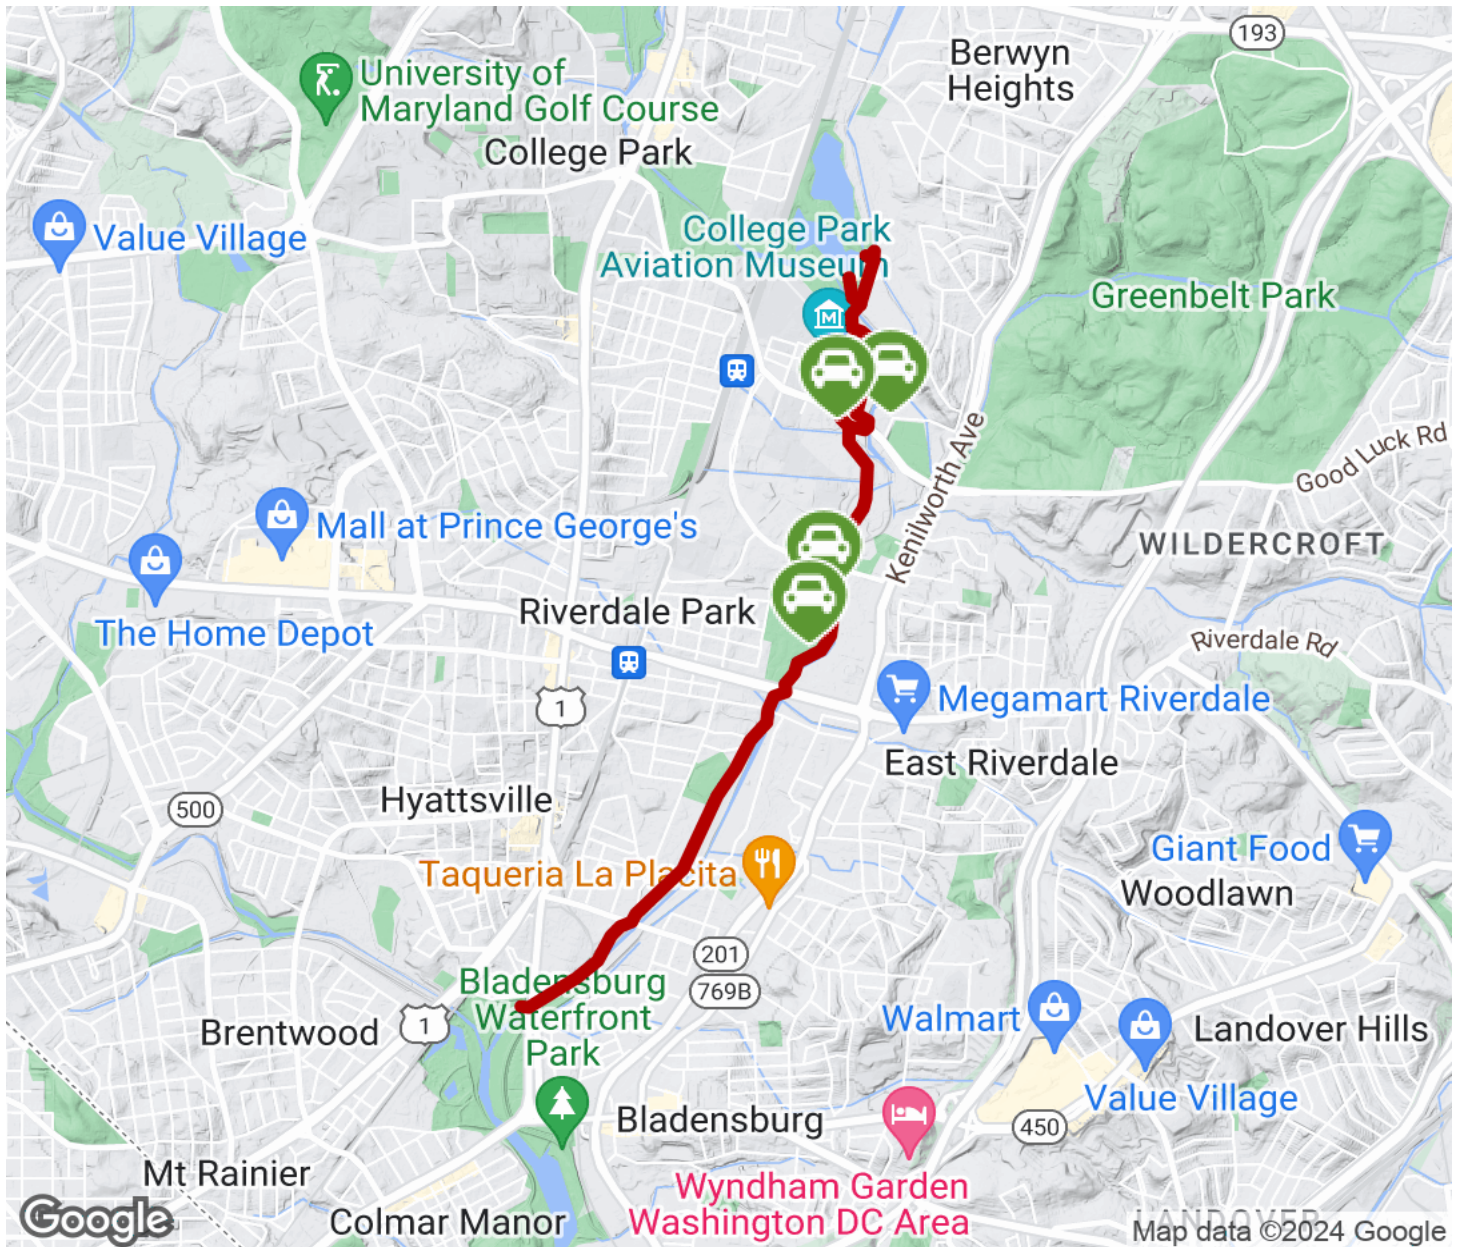 193
Berwyn
Heights
University of
Maryland Golf Course
College Park
Value Village
College Park
Aviation Museum
M
Greenbelt Park
Kenilworth Ave
Good Luck Rd
Mall at Prince George's
WILDERCROFT
The Home Depot
Riverdale Park
Riverdale Rd
1
Megamart Riverdale
East Riverdale
Hyattsville
500
Taqueria La Placita
Giant Food
Woodlawn
201
769B
Bladensburg
Waterfront
Park
1
Brentwood
Walmart
Landover Hills
Value Village
Bladensburg
450
Mt Rainier
Wyndham Garden
Washington DC Area
Colmar Manor
LANDOVER
Google
Map data ©2024 Google